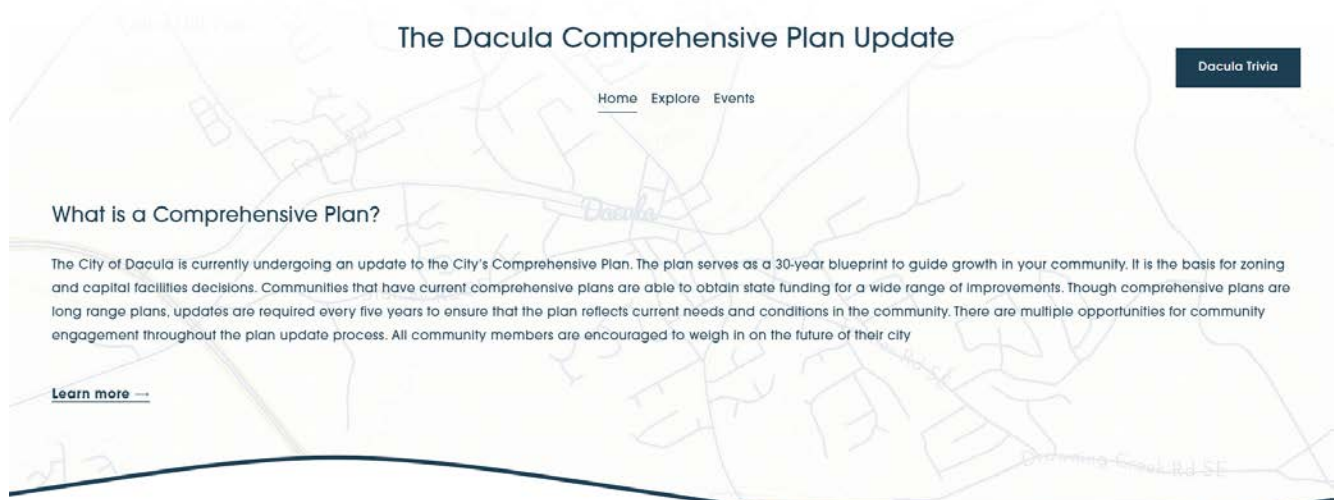 The Dacula Comprehensive Plan Update
Dacula Trivia
Home Explore Events
Dacula
What is a Comprehensive Plan?
The City of Dacula is currently undergoing an update to the City's Comprehensive Plan. The plan serves as a 30-year blueprint to guide growth in your community. It is the basis for zoning
and capital facilities decisions. Communities that have current comprehensive plans are able to obtain state funding for a wide range of improvements. Though comprehensive plans are
long range plans, updates are required every five years to ensure that the plan reflects current needs and conditions in the community. There are multiple opportunities for community
engagement throughout the plan update process. All community members are encouraged to weigh in on the future of their city
Learn more →
Drowning Creek Rd SE